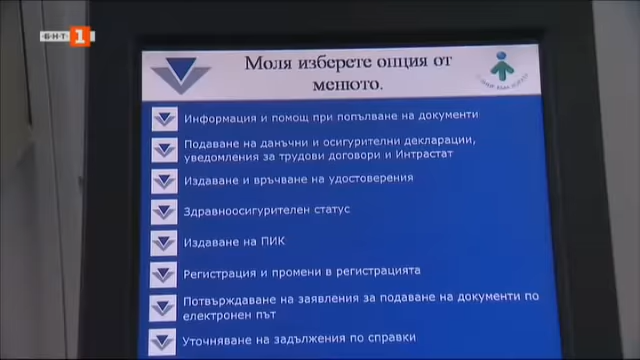 БНТ 1
Моля изберете опция от
менюто.
Информация и помощ при попълване на документи
Подаване на данъчни и осигурителни декларации,
уведомления за трудови договори и Интрастат
Издаване и връчване на удостоверения
Здравноосигурителен статус
Издаване на ПИК
Регистрация и промени в регистрацията
Потвърждаване на заявления за подаване на документи по
електронен път
Уточняване на задължения по справки